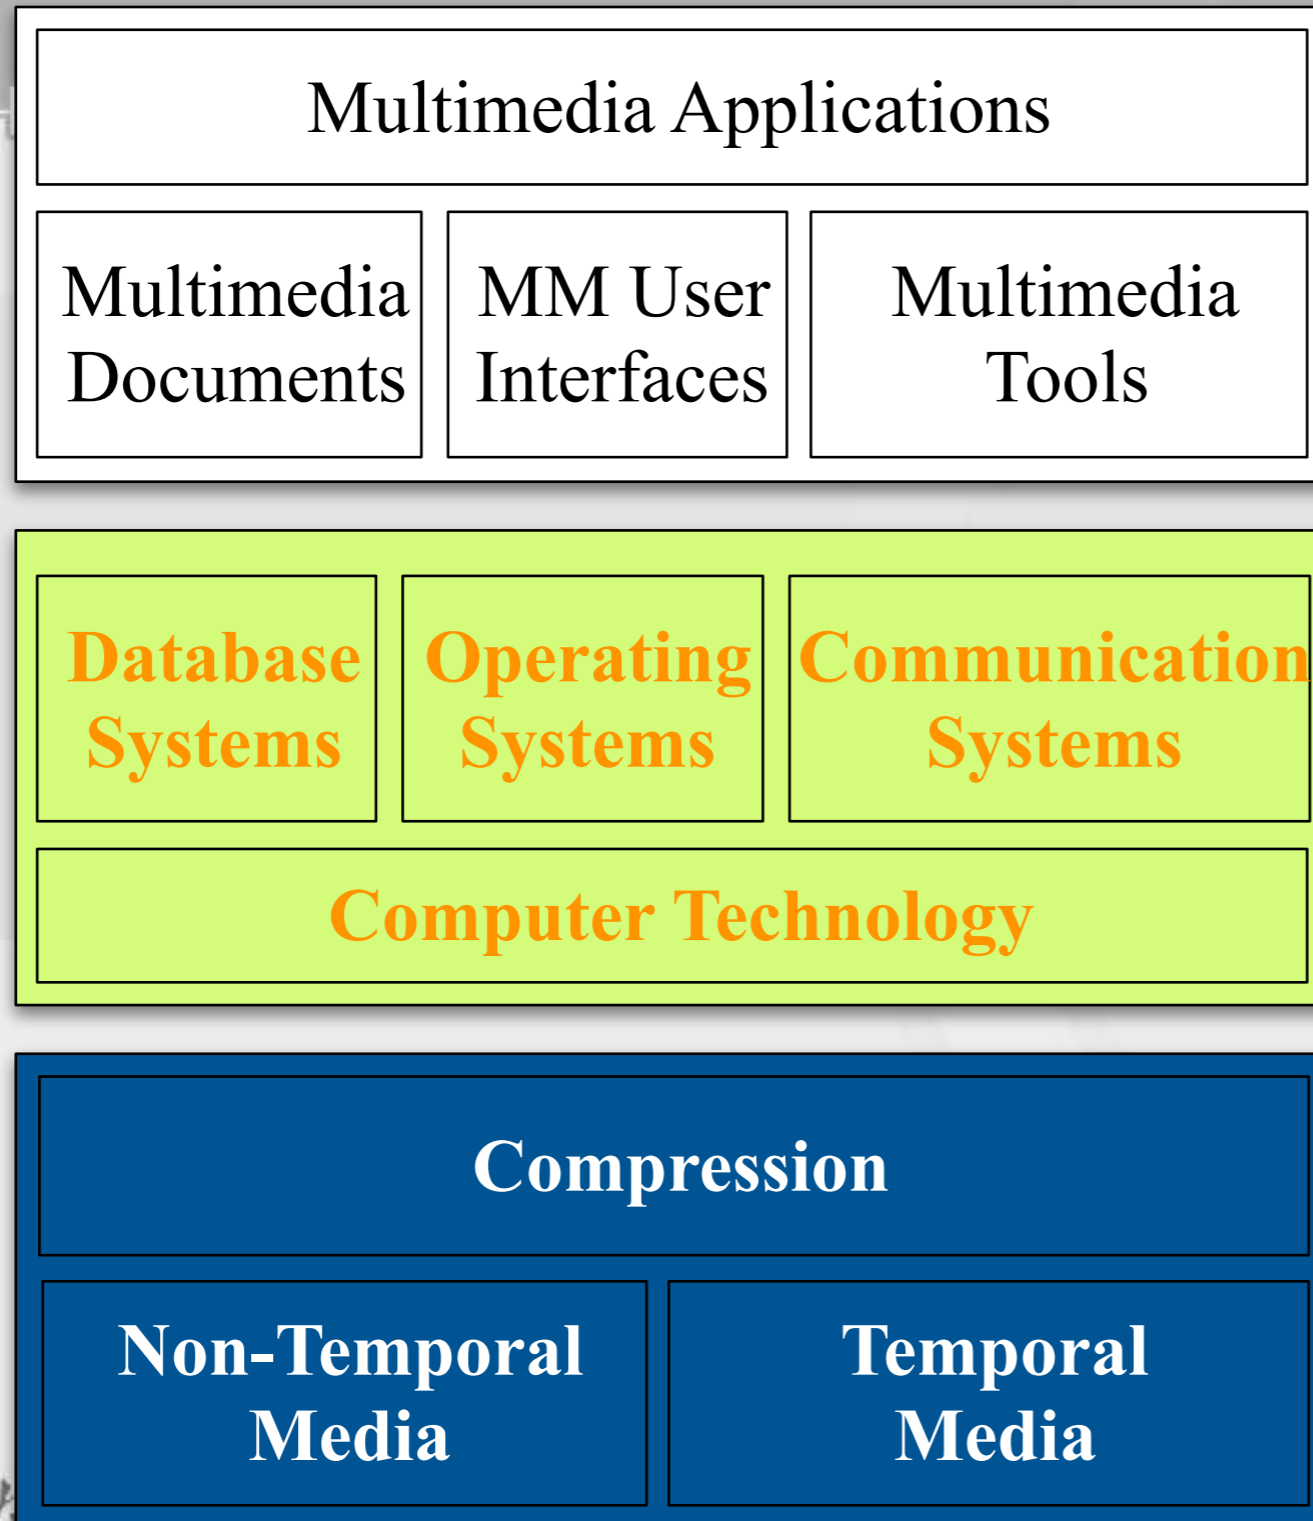 Multimedia Applications
Multimedia
Documents
MM User
Interfaces
Multimedia
Tools
Database
Systems
Operating
Systems
Communication
Systems
Computer Technology
Compression
Non-Temporal
Media
Temporal
Media